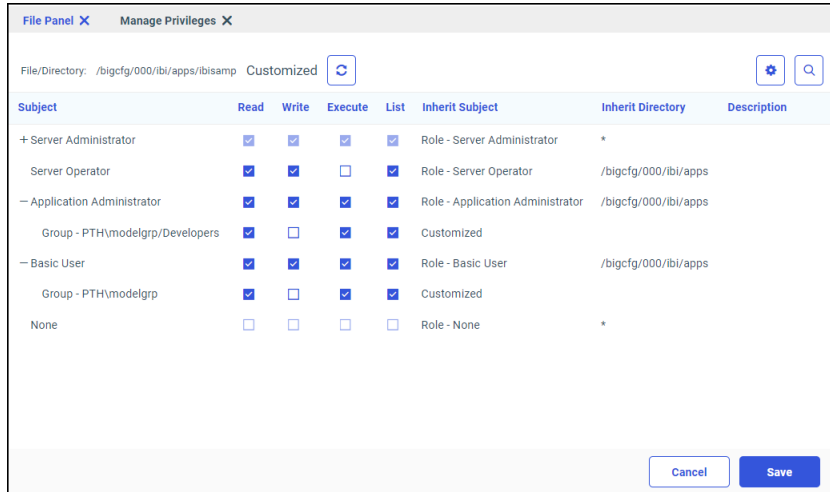 File Panel Manage Privileges
File/Directory: /bigcfg/000/ibi/apps/ibisamp Customized
Subject Read Write Execute List Inherit Subject Inherit Directory Description
+ Server Administrator Role - Server Administrator *
Server Operator Role - Server Operator /bigcfg/000/ibi/apps
– Application Administrator Role - Application Administrator /bigcfg/000/ibi/apps
Group - PTH\modelgrp/Developers Customized
– Basic User Role - Basic User /bigcfg/000/ibi/apps
Group - PTH\modelgrp Customized
None Role - None *
Cancel Save